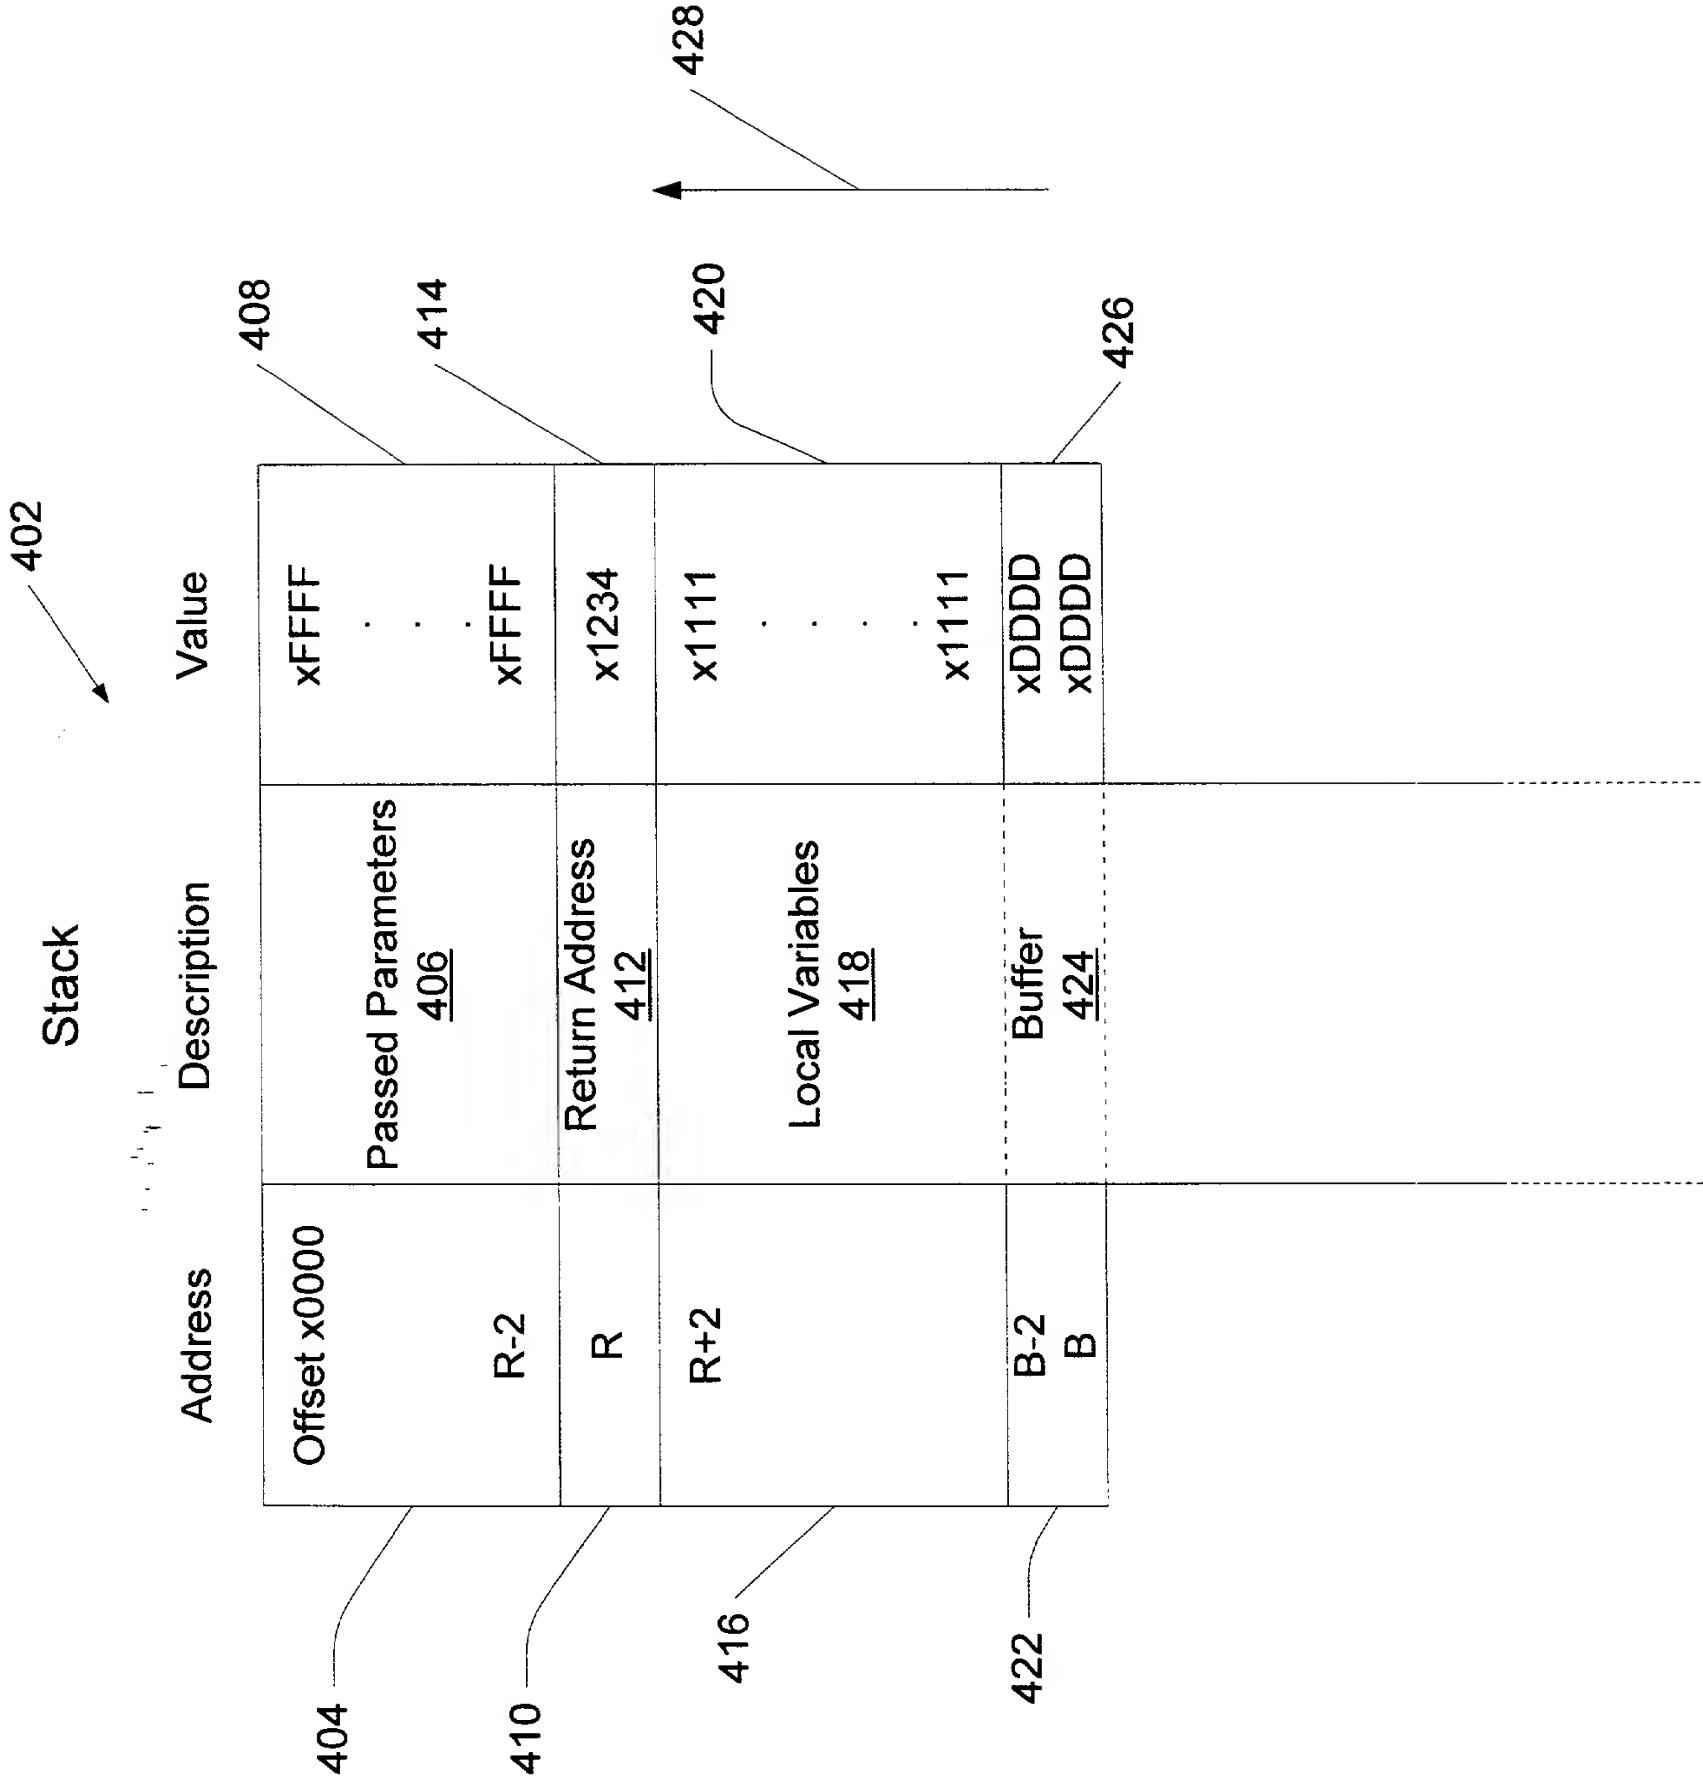 Stack
402
Address Description Value
Offset x0000 Passed Parameters xFFFF
406
R-2 xFFFF
404
408
R Return Address x1234
412
410
414
R+2 Local Variables x1111
418
x1111
416
420
B-2 Buffer xDDDD
B 424 xDDDD
422
426
428